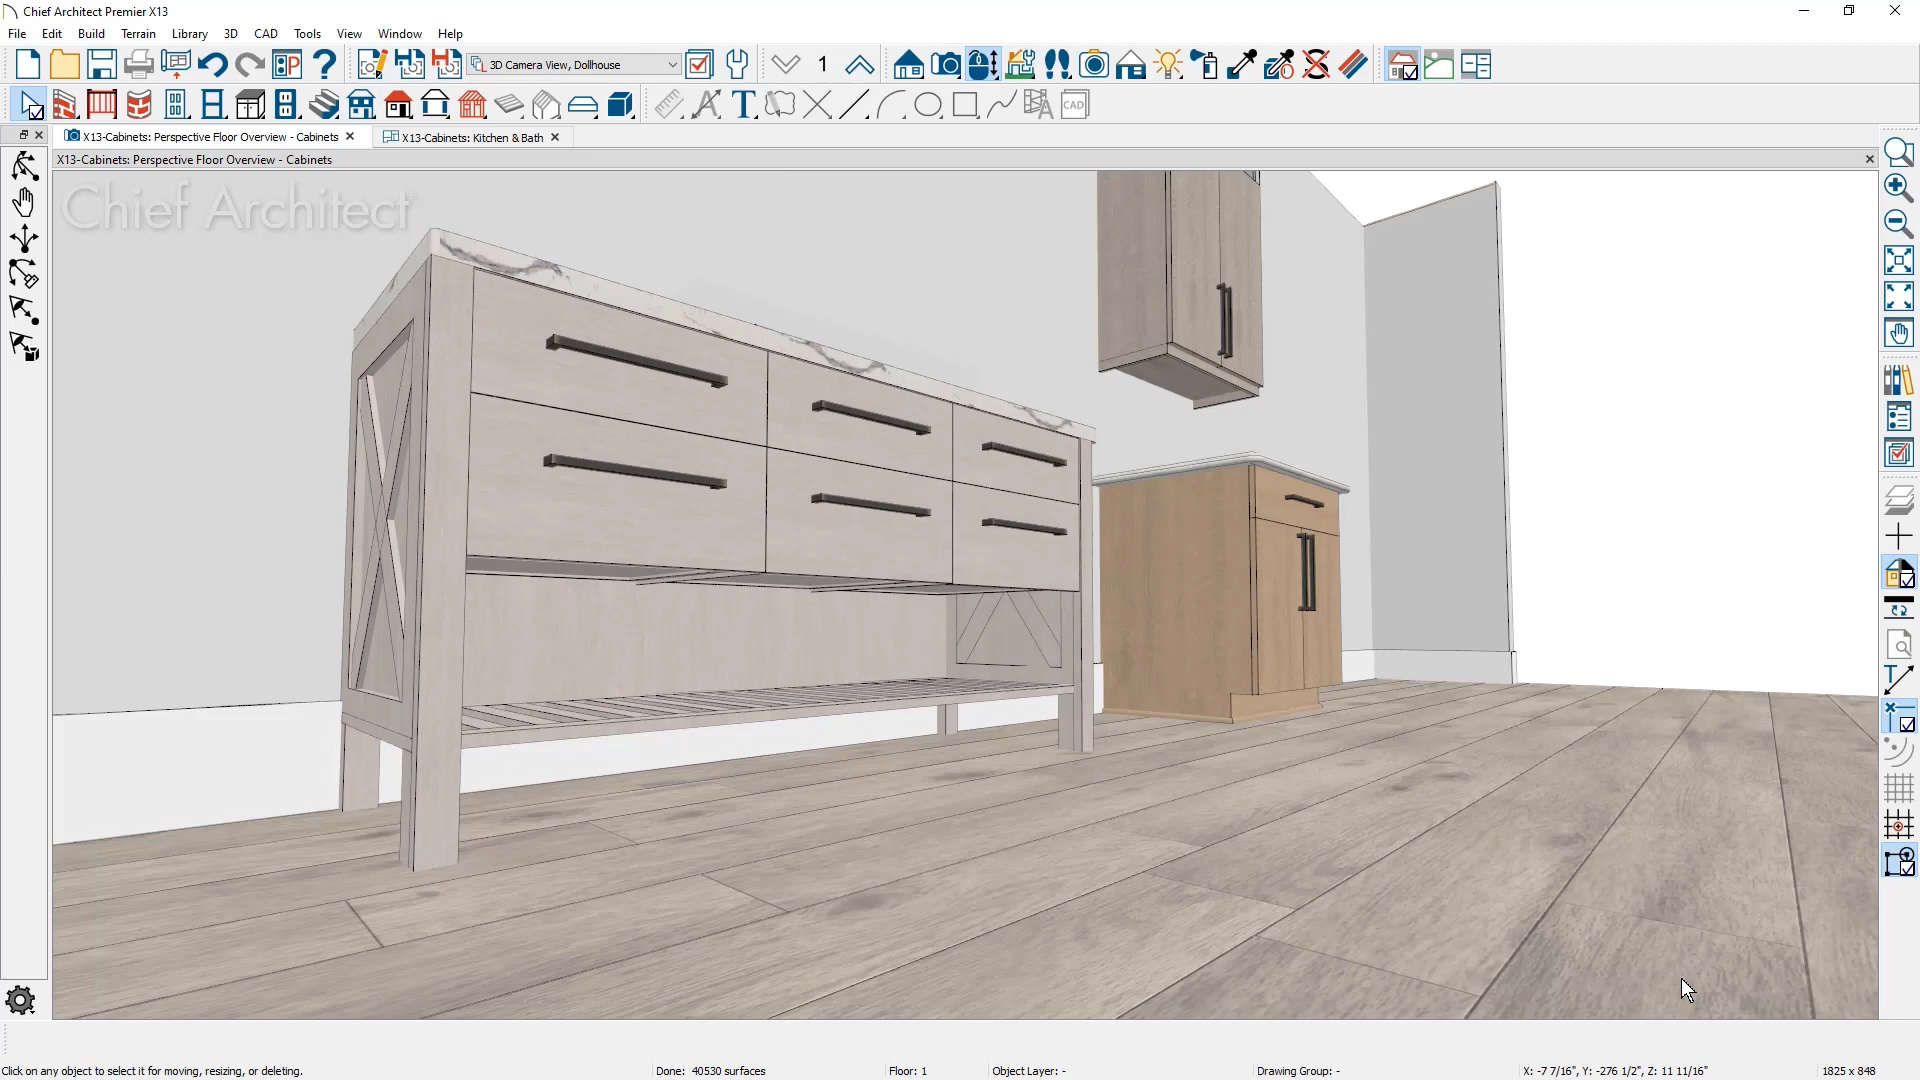 Chief Architect Premier X13
File Edit Build Terrain Library 3D CAD Tools View Window Help
3D Camera View, Dollhouse
1
T
CAD
X13-Cabinets: Perspective Floor Overview - Cabinets
X13-Cabinets: Kitchen & Bath
X13-Cabinets: Perspective Floor Overview - Cabinets
Chief Architect
Click on any object to select it for moving, resizing, or deleting.
Done: 40530 surfaces
Floor: 1
Object Layer: -
Drawing Group: -
X: -7 7/16", Y: -276 1/2", Z: 11 11/16"
1825 x 848